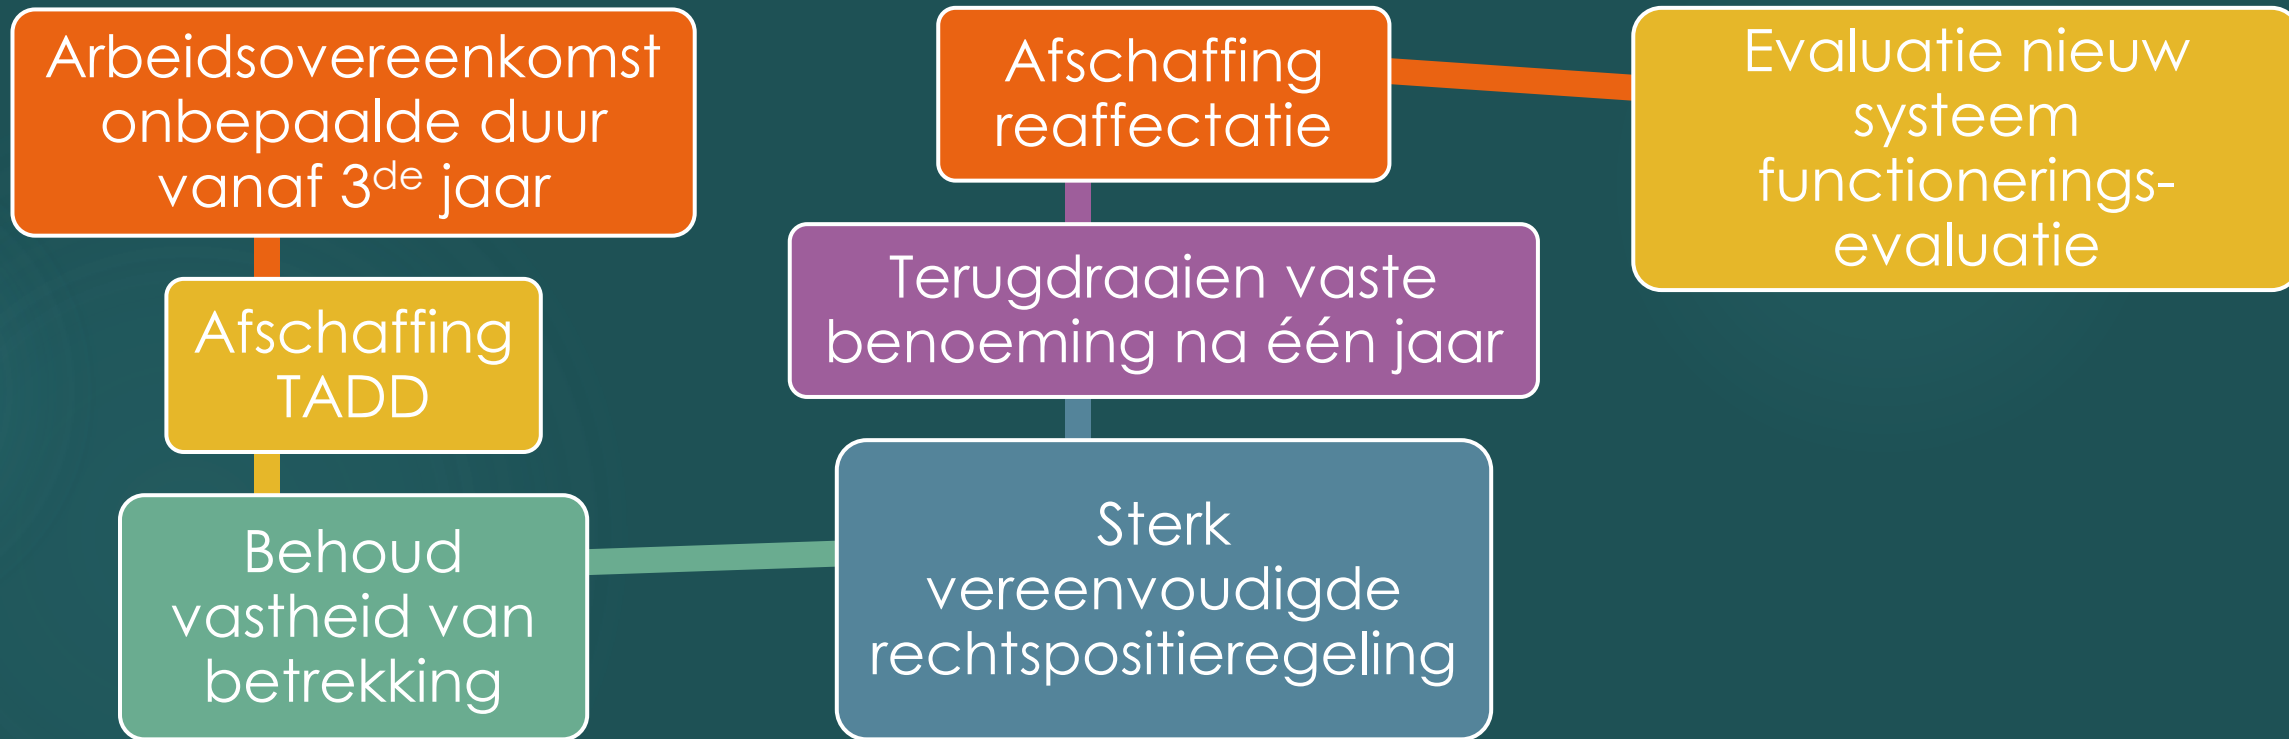 Arbeidsovereenkomst
onbepaalde duur
vanaf 3de jaar
Afschaffing
TADD
Behoud
vastheid van
betrekking
Sterk
vereenvoudigde
rechtspositieregeling
Terugdraaien vaste
benoeming na één jaar
Afschaffing
reaffectatie
Evaluatie nieuw
systeem
functionerings-
evaluatie